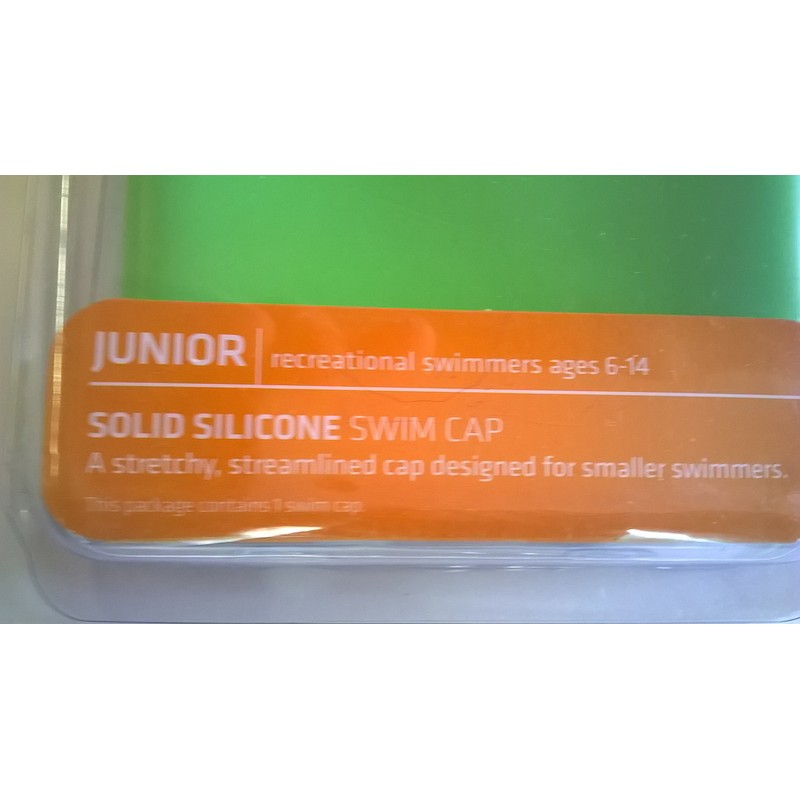 JUNIOR | recreational swimmers ages 6-14
SOLID SILICONE SWIM CAP
A stretchy, streamlined cap designed for smaller swimmers.
This package contains 1 swim cap